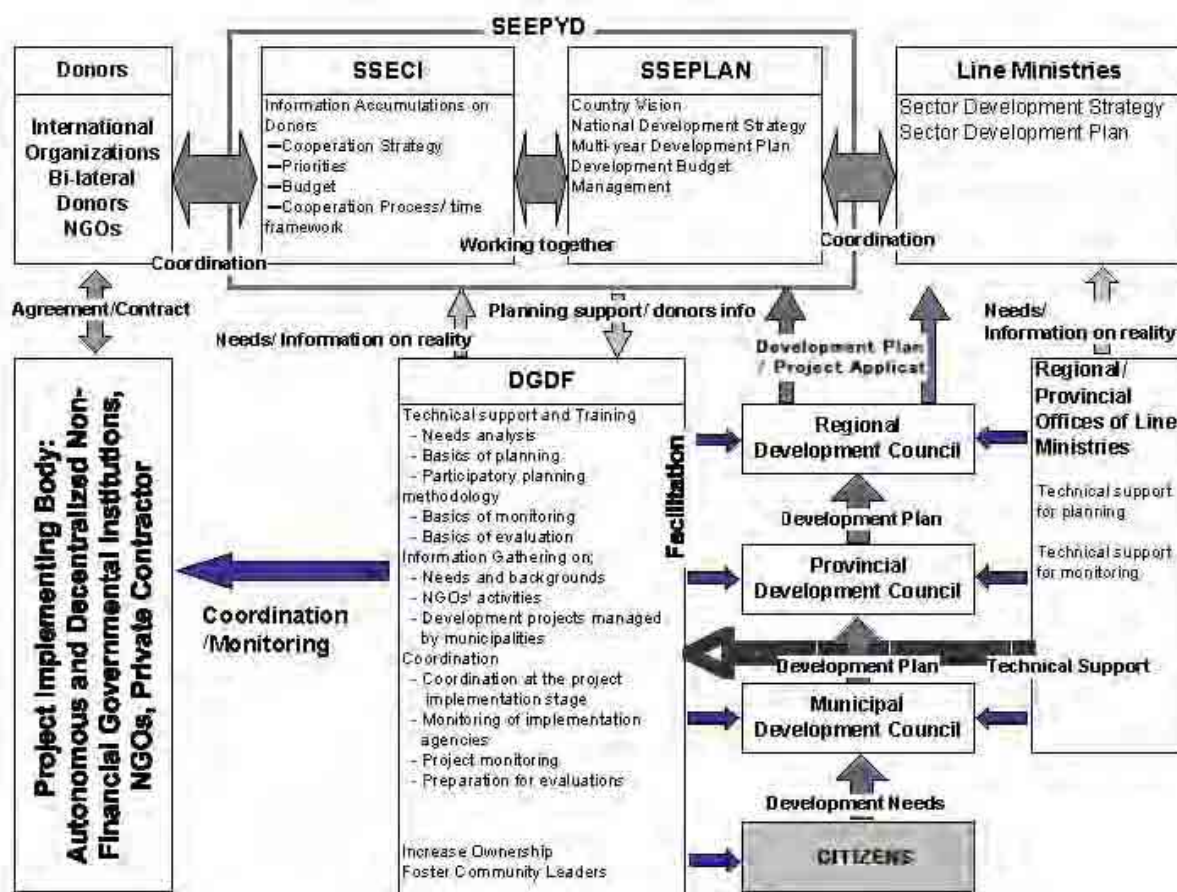 SEEPYD
Donors
International
Organizations
Bi-lateral
Donors
NGOs
SSECI
Information Accumulations on
Donors
—Cooperation Strategy
—Priorities
—Budget
—Cooperation Process/ time
framework
SSEPLAN
Country Vision
National Development Strategy
Multi-year Development Plan
Development Budget
Management
Line Ministries
Sector Development Strategy
Sector Development Plan
Coordination
Working together
Coordination
Agreement/Contract
Needs/ Information on reality
Planning support/ donors info
Development Plan
/ Project Applicat
Needs/
Information on reality
Project Implementing Body:
Autonomous and Decentralized Non-
Financial Governmental Institutions,
NGOs, Private Contractor
Coordination
/Monitoring
DGDF
Technical support and Training
- Needs analysis
- Basics of planning
- Participatory planning
methodology
- Basics of monitoring
- Basics of evaluation
Information Gathering on;
- Needs and backgrounds
- NGOs' activities
- Development projects managed
by municipalities
Coordination
- Coordination at the project
implementation stage
- Monitoring of implementation
agencies
- Project monitoring
- Preparation for evaluations
Increase Ownership
Foster Community Leaders
Facilitation
Regional
Development Council
Development Plan
Provincial
Development Council
Development Plan
Technical Support
Municipal
Development Council
Development Needs
CITIZENS
Regional/
Provincial
Offices of Line
Ministries
Technical support
for planning
Technical support
for monitoring